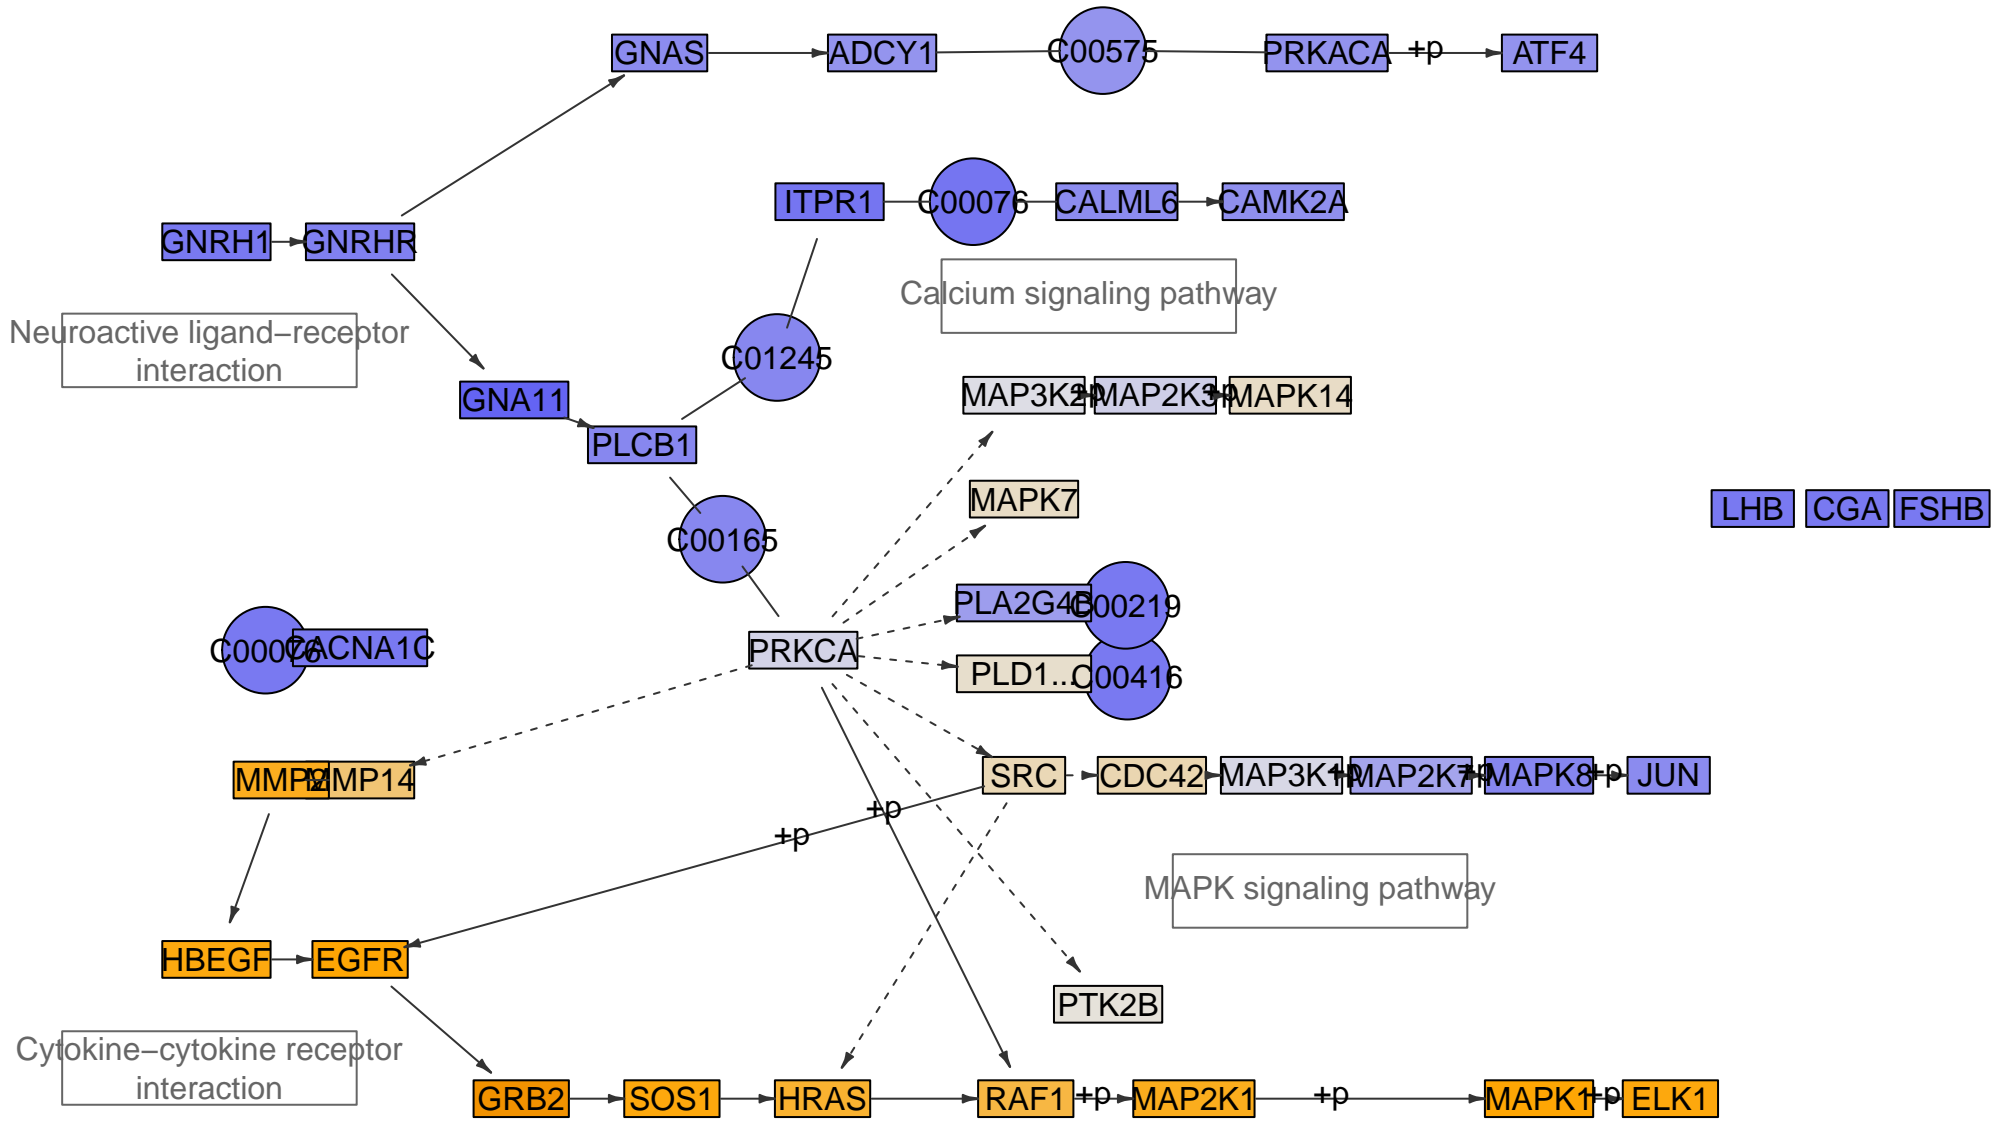 GNAS
ADCY1
C00575
PRKACA
+p
ATF4
ITPR1
C00076
CALML6
CAMK2A
GNRH1
GNRHR
Calcium signaling pathway
Neuroactive ligand–receptor
interaction
C01245
GNA11
PLCB1
MAP3K2
+p
MAP2K3
+p
MAPK14
MAPK7
LHB
CGA
FSHB
C00165
PLA2G4B
C00219
C00076
CACNA1C
PRKCA
PLD1...
C00416
MMP2
MMP14
SRC
CDC42
MAP3K1
+p
MAP2K7
+p
MAPK8
+p
JUN
+p
+p
MAPK signaling pathway
HBEGF
EGFR
PTK2B
Cytokine–cytokine receptor
interaction
GRB2
SOS1
HRAS
RAF1
+p
MAP2K1
+p
MAPK1
+p
ELK1